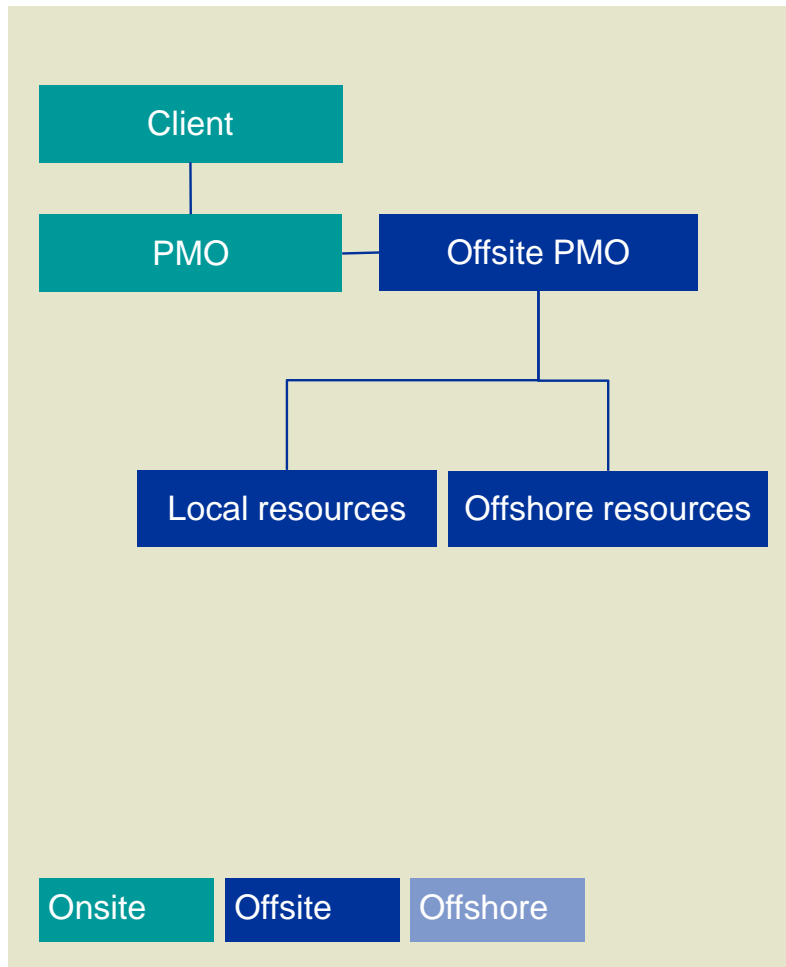 Client
PMO
Offsite PMO
Local resources
Offshore resources
Onsite
Offsite
Offshore